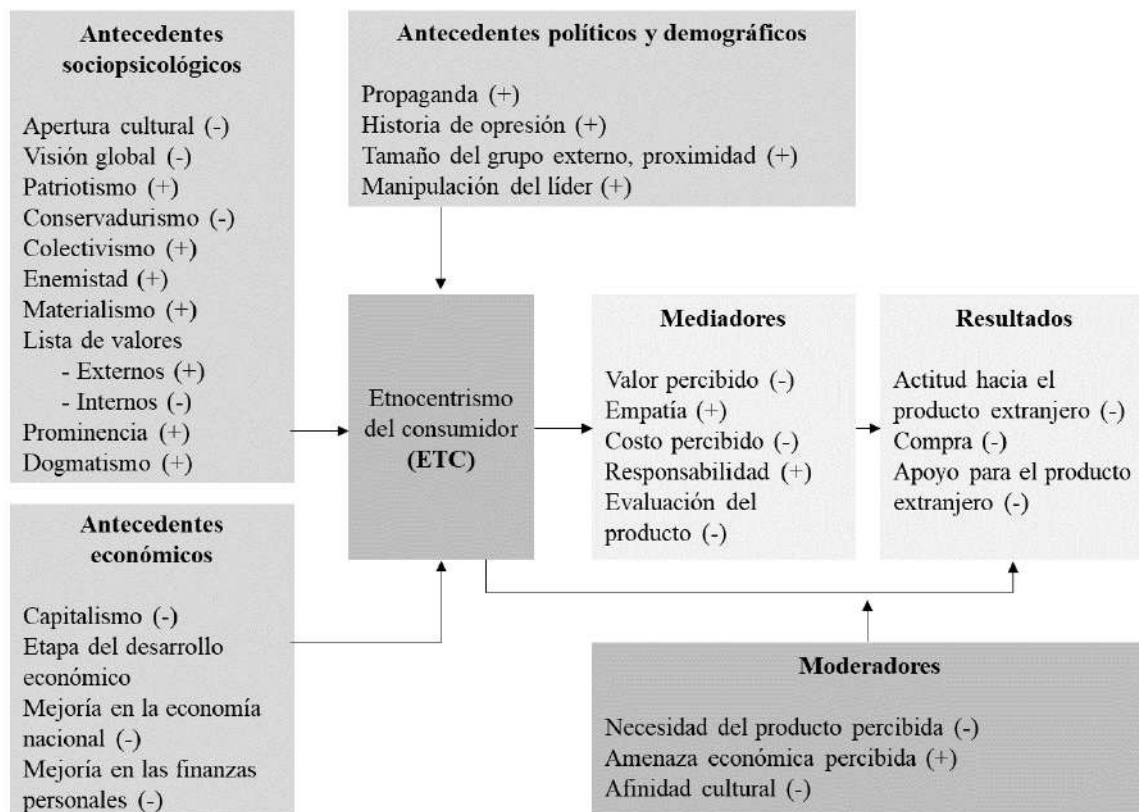 Antecedentes
sociopsicológicos
Apertura cultural (-)
Visión global (-)
Patriotismo (+)
Conservadurismo (-)
Colectivismo (+)
Enemistad (+)
Materialismo (+)
Lista de valores
- Externos (+)
- Internos (-)
Prominencia (+)
Dogmatismo (+)
Antecedentes políticos y demográficos
Propaganda (+)
Historia de opresión (+)
Tamaño del grupo externo, proximidad (+)
Manipulación del líder (+)
Etnocentrismo
del consumidor
(ETC)
Mediadores
Valor percibido (-)
Empatía (+)
Costo percibido (-)
Responsabilidad (+)
Evaluación del
producto (-)
Resultados
Actitud hacia el
producto extranjero (-)
Compra (-)
Apoyo para el producto
extranjero (-)
Antecedentes
económicos
Capitalismo (-)
Etapa del desarrollo
económico
Mejoría en la economía
nacional (-)
Mejoría en las finanzas
personales (-)
Moderadores
Necesidad del producto percibida (-)
Amenaza económica percibida (+)
Afinidad cultural (-)